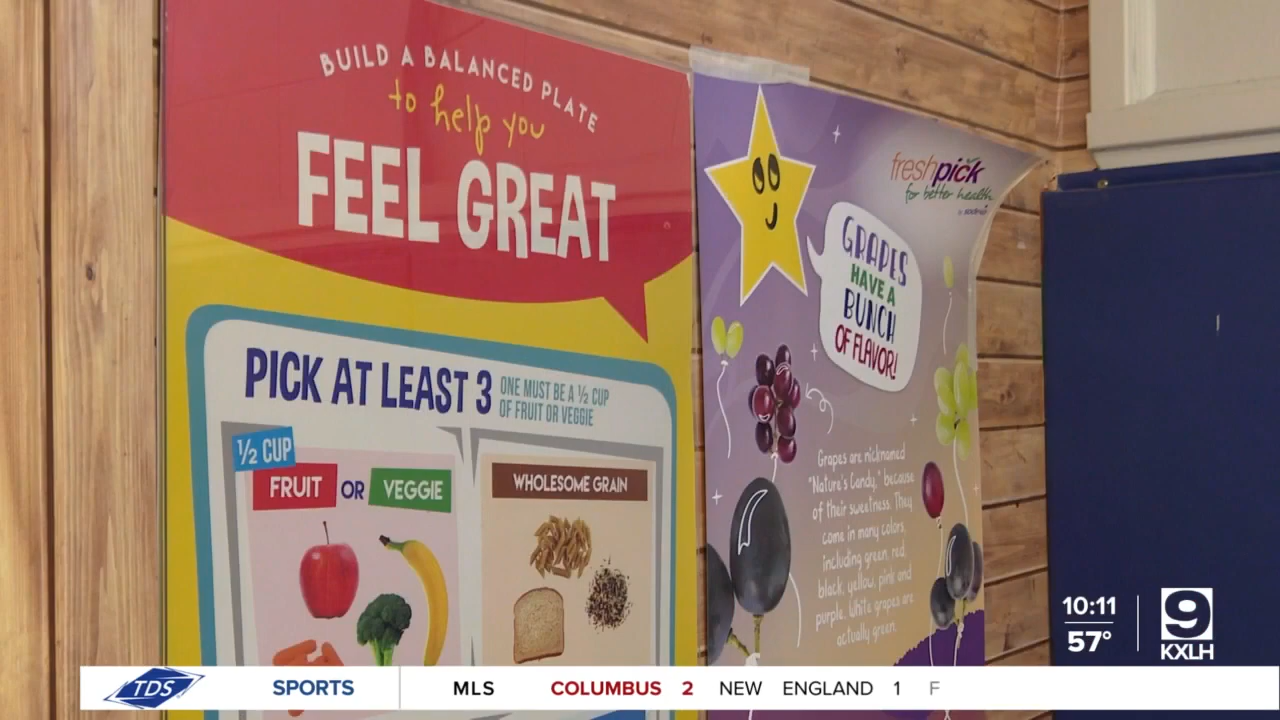 BUILD A BALANCED PLATE
to help you
FEEL GREAT
PICK AT LEAST 3
ONE MUST BE A ½ CUP
OF FRUIT OR VEGGIE
½ CUP
FRUIT OR VEGGIE
WHOLESOME GRAIN
freshpick
for better health
GRAPES
HAVE A
BUNCH
OF FLAVOR!
Grapes are nicknamed
"Nature's Candy," because
of their sweetness. They
come in many colors,
including green, red,
black, yellow, pink and
purple. White grapes are
actually green.
10:11
57°
9
KXLH
TDS SPORTS MLS COLUMBUS 2 NEW ENGLAND 1 F